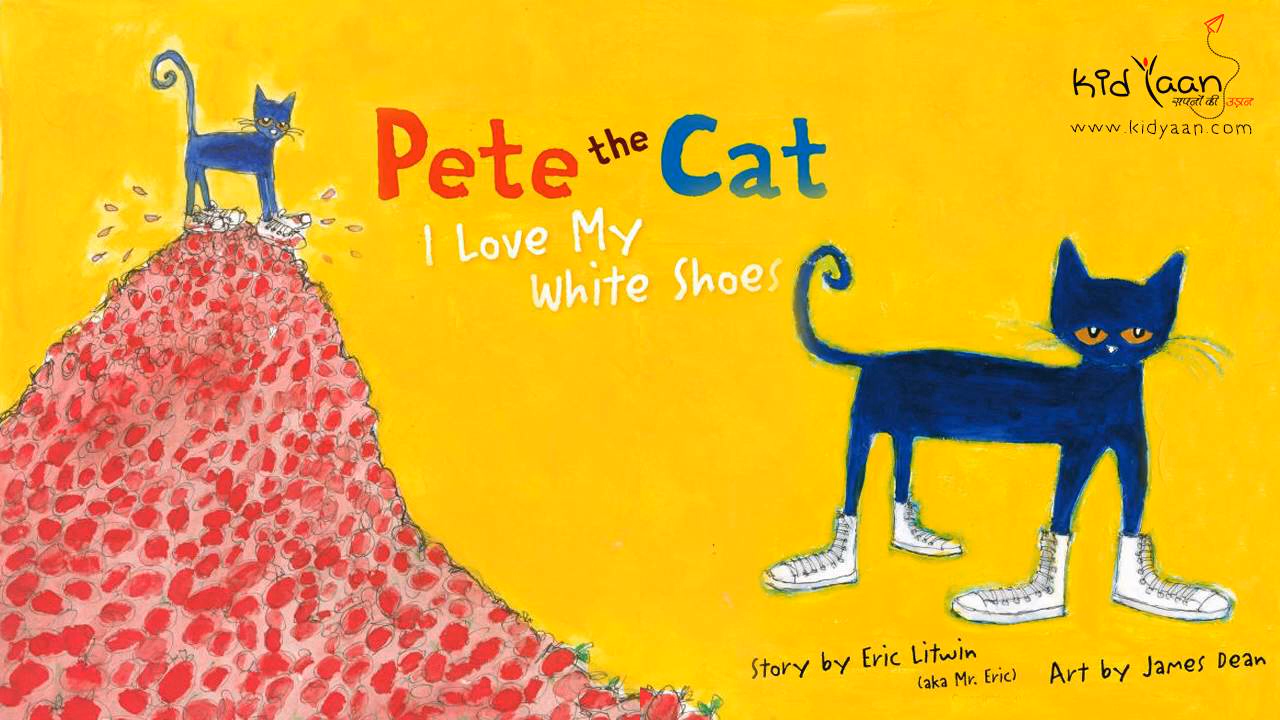 Pete the Cat
I Love My
White Shoes
kid Yaan
सपनों की उड़ान
www.kidyaan.com
Story by Eric Litwin
(aka Mr. Eric)
Art by James Dean